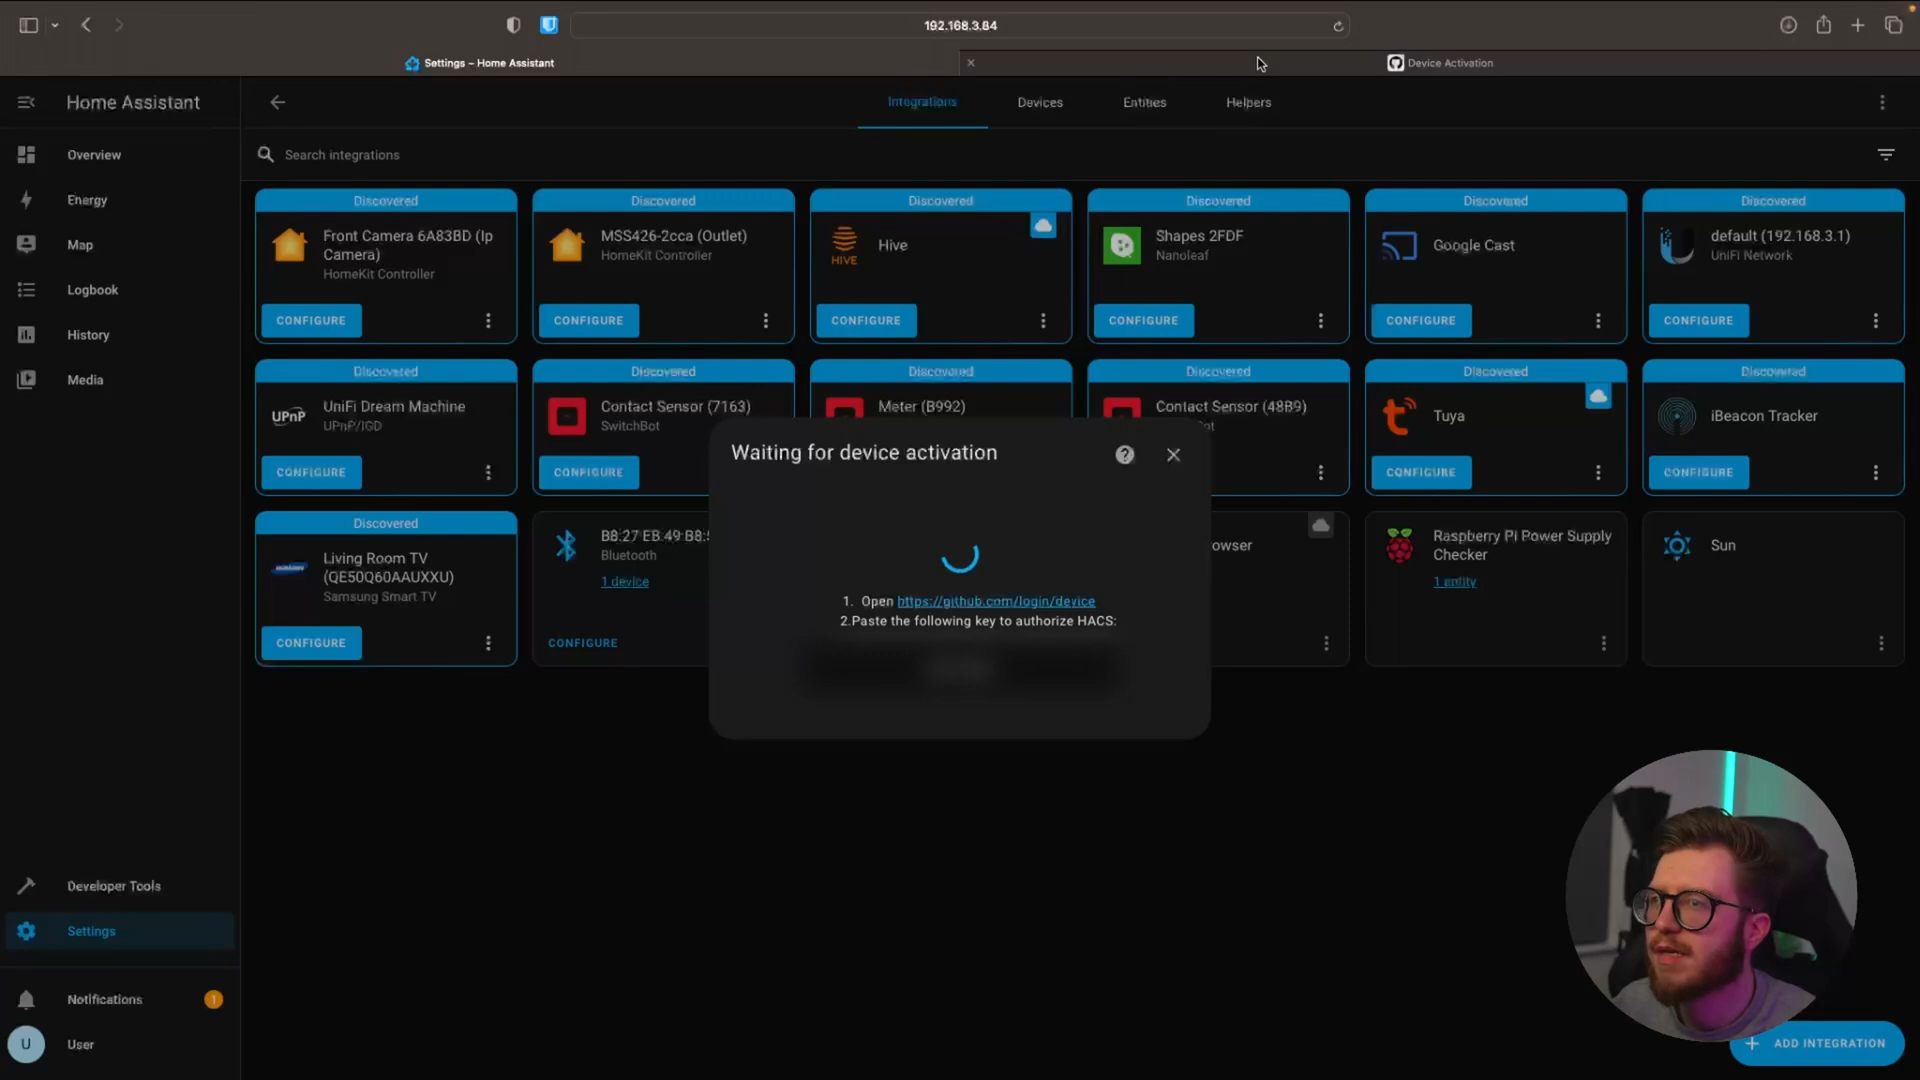 192.168.3.84
Settings – Home Assistant
Device Activation
Home Assistant
Integrations
Devices
Entities
Helpers
Overview
Energy
Map
Logbook
History
Media
Developer Tools
Settings
Notifications
1
U
User
Search integrations
Discovered
Front Camera 6A83BD (Ip
Camera)
HomeKit Controller
CONFIGURE
Discovered
MSS426-2cca (Outlet)
HomeKit Controller
CONFIGURE
Discovered
HIVE
Hive
CONFIGURE
Discovered
Shapes 2FDF
Nanoleaf
CONFIGURE
Discovered
Google Cast
CONFIGURE
Discovered
default (192.168.3.1)
UniFi Network
CONFIGURE
Discovered
UPnP
UniFi Dream Machine
UPnP/IGD
CONFIGURE
Discovered
Contact Sensor (7163)
SwitchBot
CONFIGURE
Discovered
Meter (B992)
Discovered
Contact Sensor (48B9)
ot
Discovered
Tuya
CONFIGURE
Discovered
iBeacon Tracker
CONFIGURE
Discovered
Living Room TV
(QE50Q60AAUXXU)
Samsung Smart TV
CONFIGURE
B8:27:EB:49:B8:
Bluetooth
1 device
CONFIGURE
owser
Raspberry Pi Power Supply
Checker
1 entity
Sun
Waiting for device activation
1. Open https://github.com/login/device
2.Paste the following key to authorize HACS:
+ ADD INTEGRATION